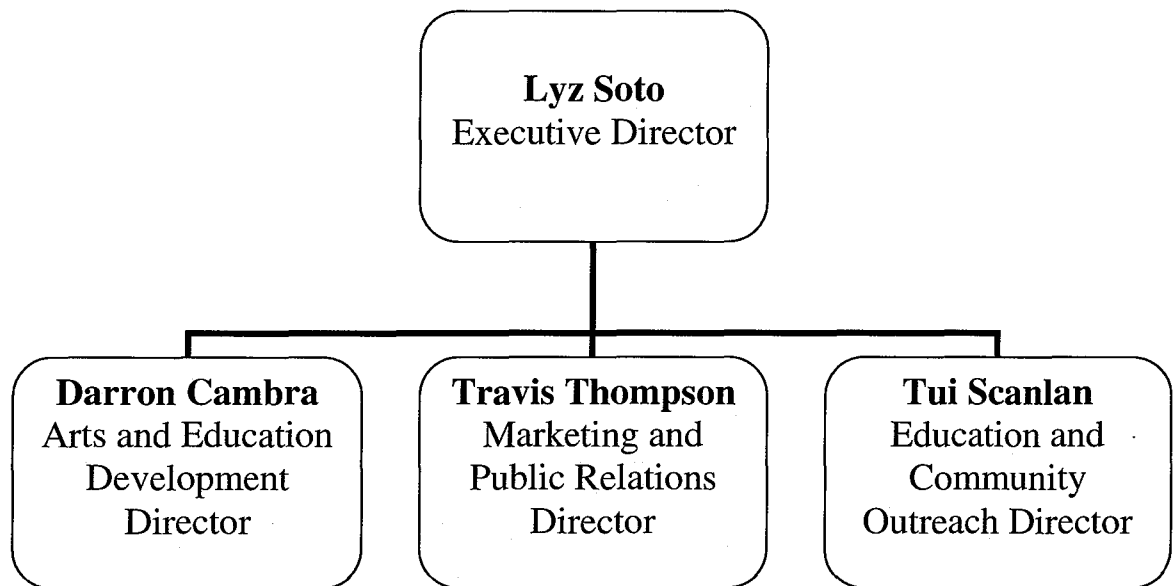 Lyz Soto
Executive Director
Darron Cambra
Arts and Education
Development
Director
Travis Thompson
Marketing and
Public Relations
Director
Tui Scanlan
Education and
Community
Outreach Director